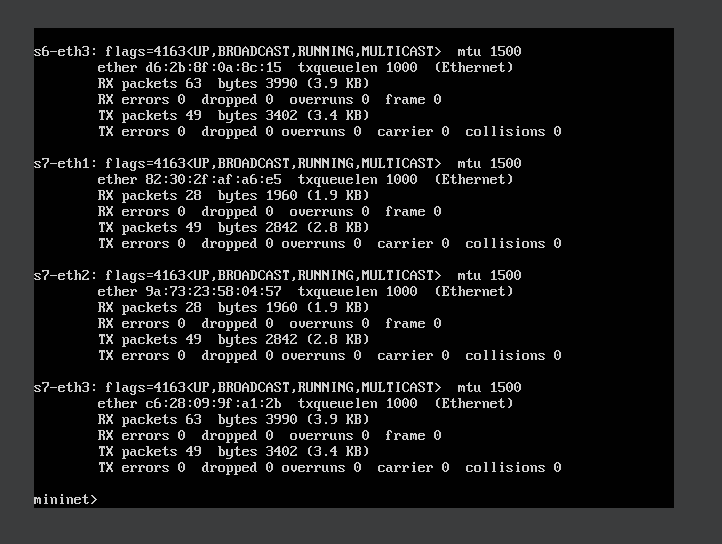 s6-eth3: flags=4163<UP,BROADCAST,RUNNING,MULTICAST>  mtu 1500
        ether d6:2b:8f:0a:8c:15  txqueuelen 1000  (Ethernet)
        RX packets 63  bytes 3990 (3.9 KB)
        RX errors 0  dropped 0  overruns 0  frame 0
        TX packets 49  bytes 3402 (3.4 KB)
        TX errors 0  dropped 0 overruns 0  carrier 0  collisions 0
s7-eth1: flags=4163<UP,BROADCAST,RUNNING,MULTICAST>  mtu 1500
        ether 82:30:2f:af:a6:e5  txqueuelen 1000  (Ethernet)
        RX packets 28  bytes 1960 (1.9 KB)
        RX errors 0  dropped 0  overruns 0  frame 0
        TX packets 49  bytes 2842 (2.8 KB)
        TX errors 0  dropped 0 overruns 0  carrier 0  collisions 0
s7-eth2: flags=4163<UP,BROADCAST,RUNNING,MULTICAST>  mtu 1500
        ether 9a:73:23:58:04:57  txqueuelen 1000  (Ethernet)
        RX packets 28  bytes 1960 (1.9 KB)
        RX errors 0  dropped 0  overruns 0  frame 0
        TX packets 49  bytes 2842 (2.8 KB)
        TX errors 0  dropped 0 overruns 0  carrier 0  collisions 0
s7-eth3: flags=4163<UP,BROADCAST,RUNNING,MULTICAST>  mtu 1500
        ether c6:28:09:9f:a1:2b  txqueuelen 1000  (Ethernet)
        RX packets 63  bytes 3990 (3.9 KB)
        RX errors 0  dropped 0  overruns 0  frame 0
        TX packets 49  bytes 3402 (3.4 KB)
        TX errors 0  dropped 0 overruns 0  carrier 0  collisions 0
mininet>